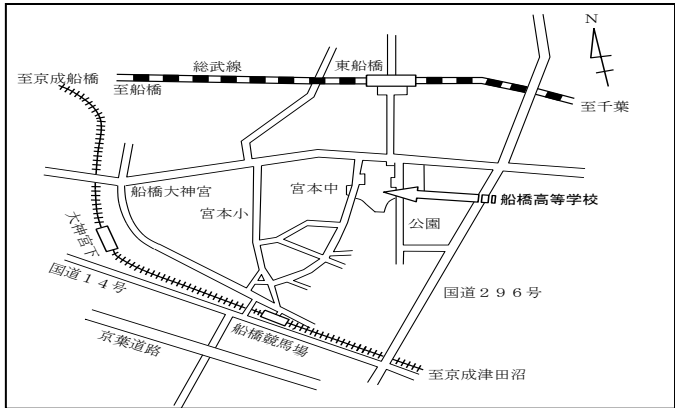 N
総武線
東船橋
至京成船橋
至船橋
至千葉
船橋大神宮
宮本中
宮本小
船橋高等学校
公園
大神宮下
国道１４号
国道２９６号
船橋競馬場
京葉道路
至京成津田沼